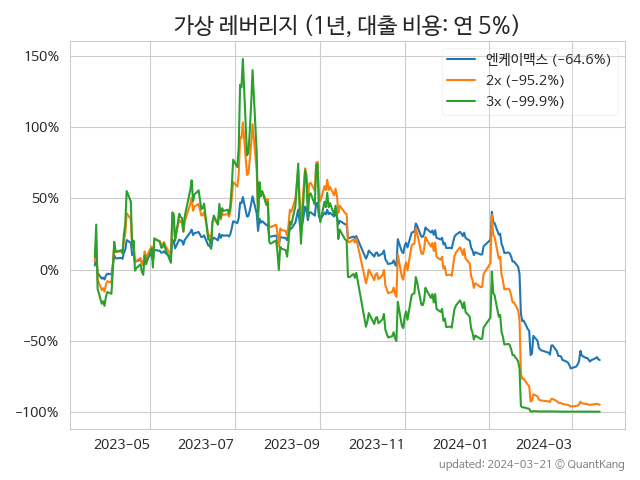 가상 레버리지 (1년, 대출 비용: 연 5%)
엔케이맥스 (−64.6%)
2x (−95.2%)
3x (−99.9%)
150%
100%
50%
0%
−50%
−100%
2023-05 2023-07 2023-09 2023-11 2024-01 2024-03
updated: 2024-03-21 © QuantKang